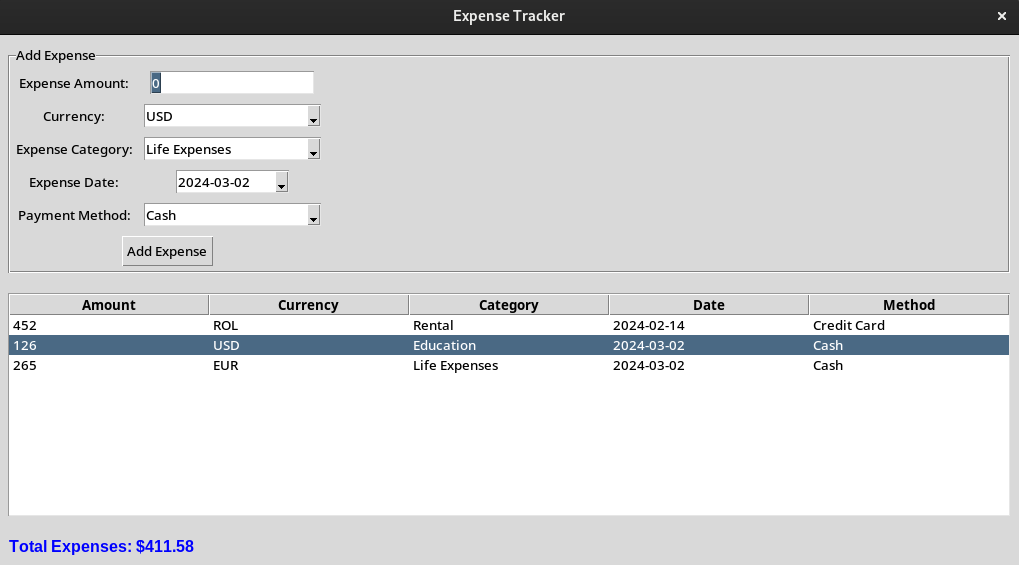 Expense Tracker ×
Add Expense
Expense Amount: 0
Currency: USD
Expense Category: Life Expenses
Expense Date: 2024-03-02
Payment Method: Cash
Add Expense
Amount Currency Category Date Method
452 ROL Rental 2024-02-14 Credit Card
126 USD Education 2024-03-02 Cash
265 EUR Life Expenses 2024-03-02 Cash
Total Expenses: $411.58